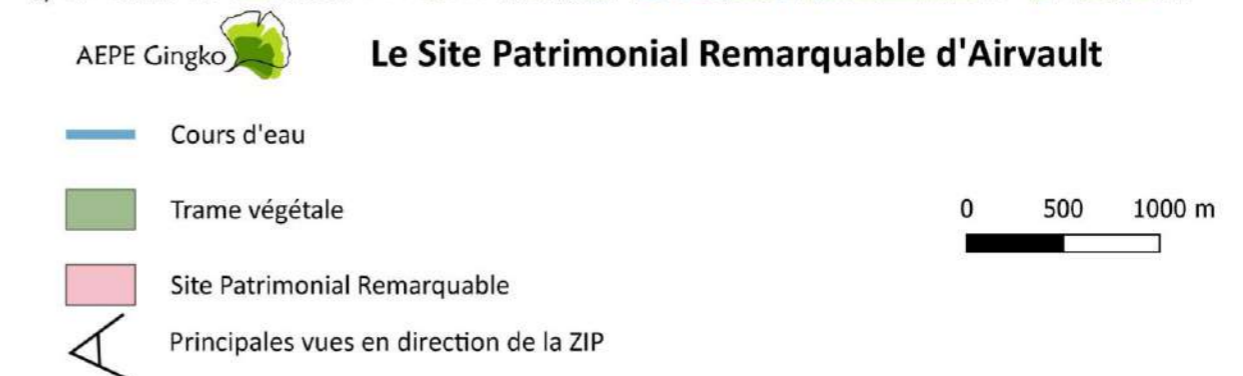 AEPE Gingko
Le Site Patrimonial Remarquable d'Airvault
Cours d'eau
Trame végétale
0 500 1000 m
Site Patrimonial Remarquable
Principales vues en direction de la ZIP